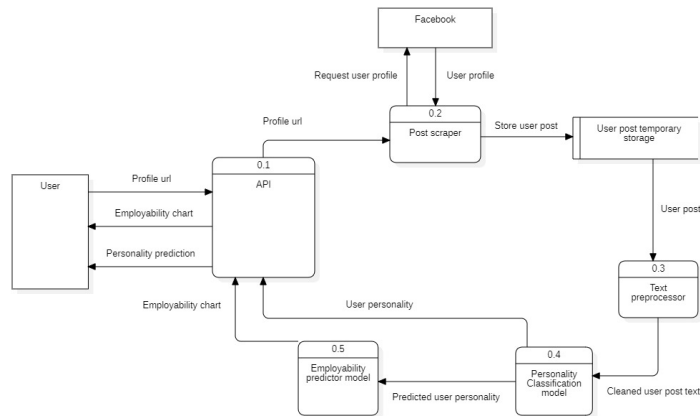 Facebook
Request user profile
User profile
0.2
Post scraper
Profile url
Store user post
User post temporary
storage
0.1
API
User
Profile url
Employability chart
Personality prediction
User post
0.3
Text
preprocessor
Employability chart
User personality
0.5
Employability
predictor model
0.4
Personality
Classification
model
Predicted user personality
Cleaned user post text